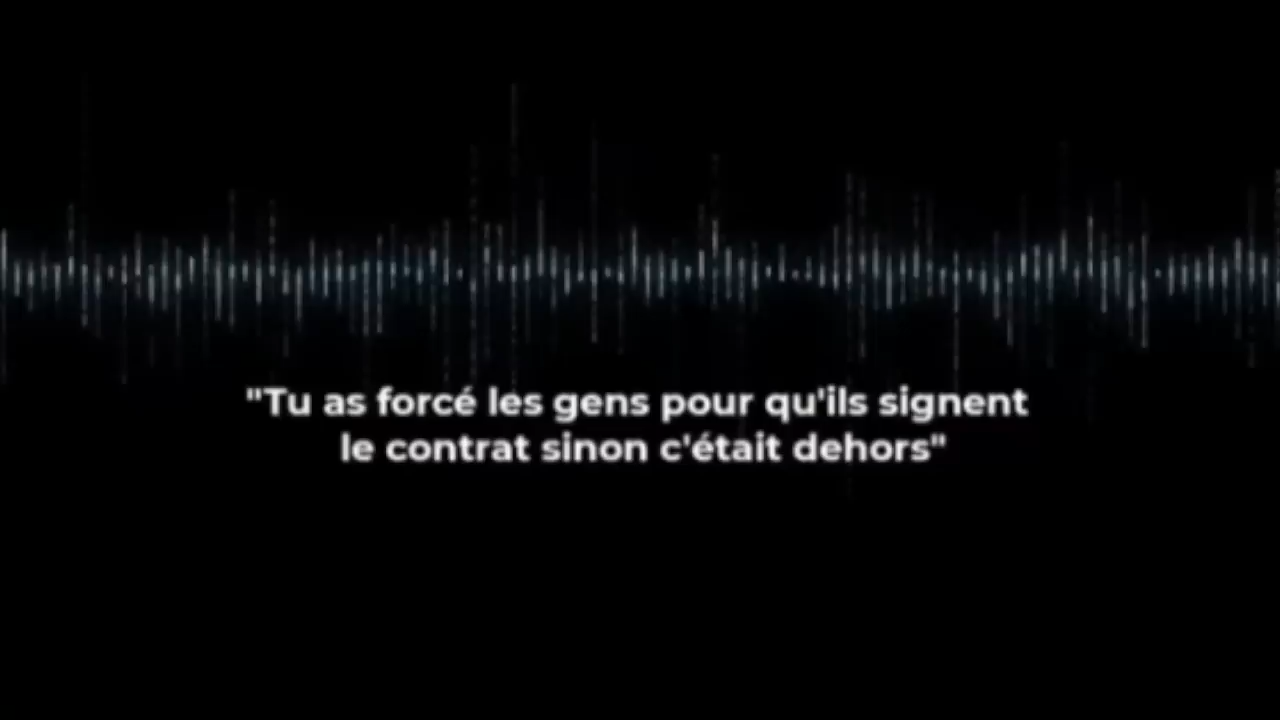 "Tu as forcé les gens pour qu'ils signent
le contrat sinon c'était dehors"